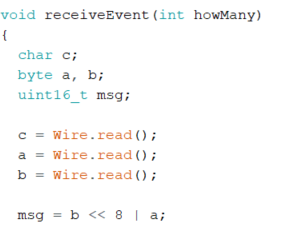 void receiveEvent(int howMany)
{
char c;
byte a, b;
uint16_t msg;
c = Wire.read();
a = Wire.read();
b = Wire.read();
msg = b << 8 | a;